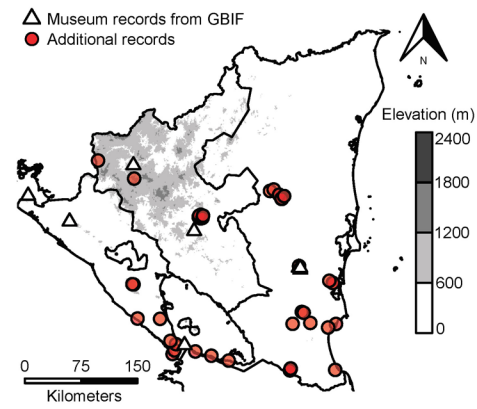 Museum records from GBIF
Additional records
N
Elevation (m)
2400
1800
1200
600
0
0 75 150
Kilometers